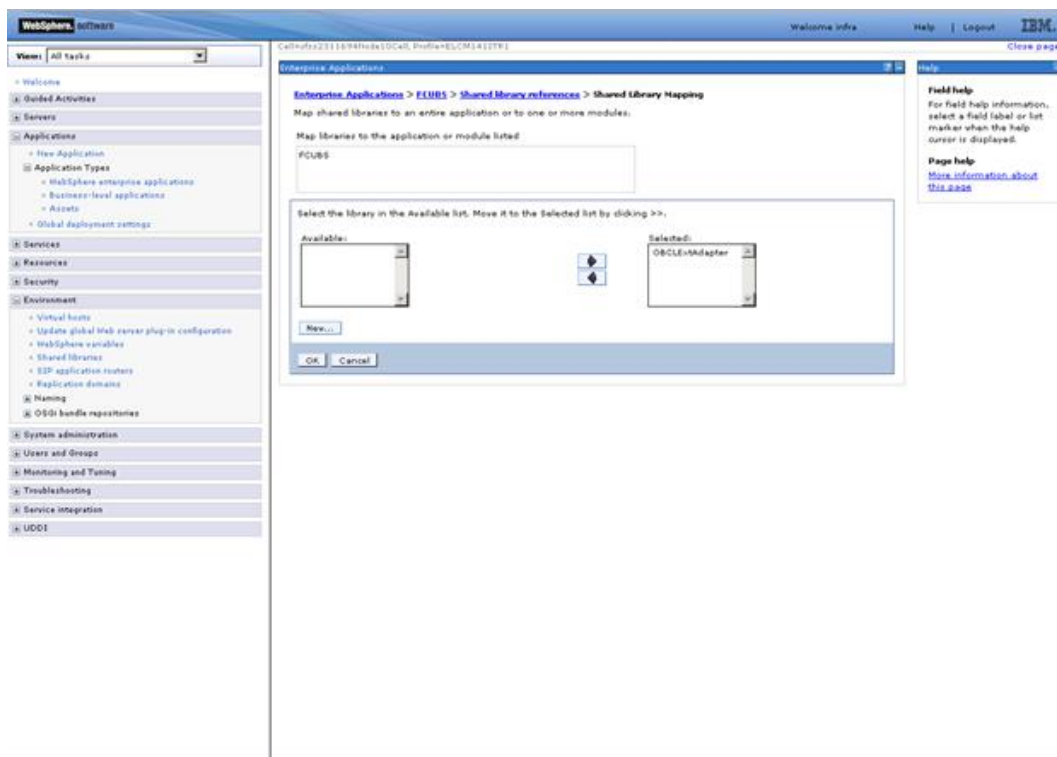 WebSphere. software
Welcome infra
Help | Logout
IBM.
View: All tasks
Close page
Welcome
Guided Activities
Servers
Applications
New Application
Application Types
WebSphere enterprise applications
Business-level applications
Assets
Global deployment settings
Services
Resources
Security
Environment
Virtual hosts
Update global Web server plug-in configuration
WebSphere variables
Shared libraries
SIP application routers
Replication domains
Naming
OSGi bundle repositories
System administration
Users and Groups
Monitoring and Tuning
Troubleshooting
Service integration
UDDI
Enterprise Applications
Enterprise Applications > FCUBS > Shared library references > Shared Library Mapping
Map shared libraries to an entire application or to one or more modules.
Map libraries to the application or module listed
FCUBS
Select the library in the Available list. Move it to the Selected list by clicking >>.
Available:
Selected:
OBCLExtAdapter
New...
OK Cancel
Help
Field help
For field help information,
select a field label or list
marker when the help
cursor is displayed.
Page help
More information about
this page